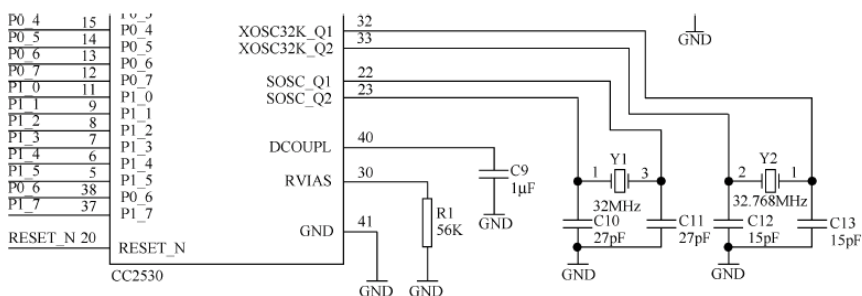 P0_4 15 P0_4
P0_5 14 P0_5
P0_6 13 P0_6
P0_7 12 P0_7
P1_0 11 P1_0
P1_1 9 P1_1
P1_2 8 P1_2
P1_3 7 P1_3
P1_4 6 P1_4
P1_5 5 P1_5
P0_6 38 P0_6
P1_7 37 P1_7
RESET_N 20 RESET_N
CC2530
XOSC32K_Q1 32
XOSC32K_Q2 33
SOSC_Q1 22
SOSC_Q2 23
DCOUPL 40
RVIAS 30
GND 41
GND
R1
56K
GND
C9
1μF
GND
GND
1 Y1 3
32MHz
C10
27pF
C11
27pF
GND
2 Y2 1
32.768MHz
C12
15pF
C13
15pF
GND